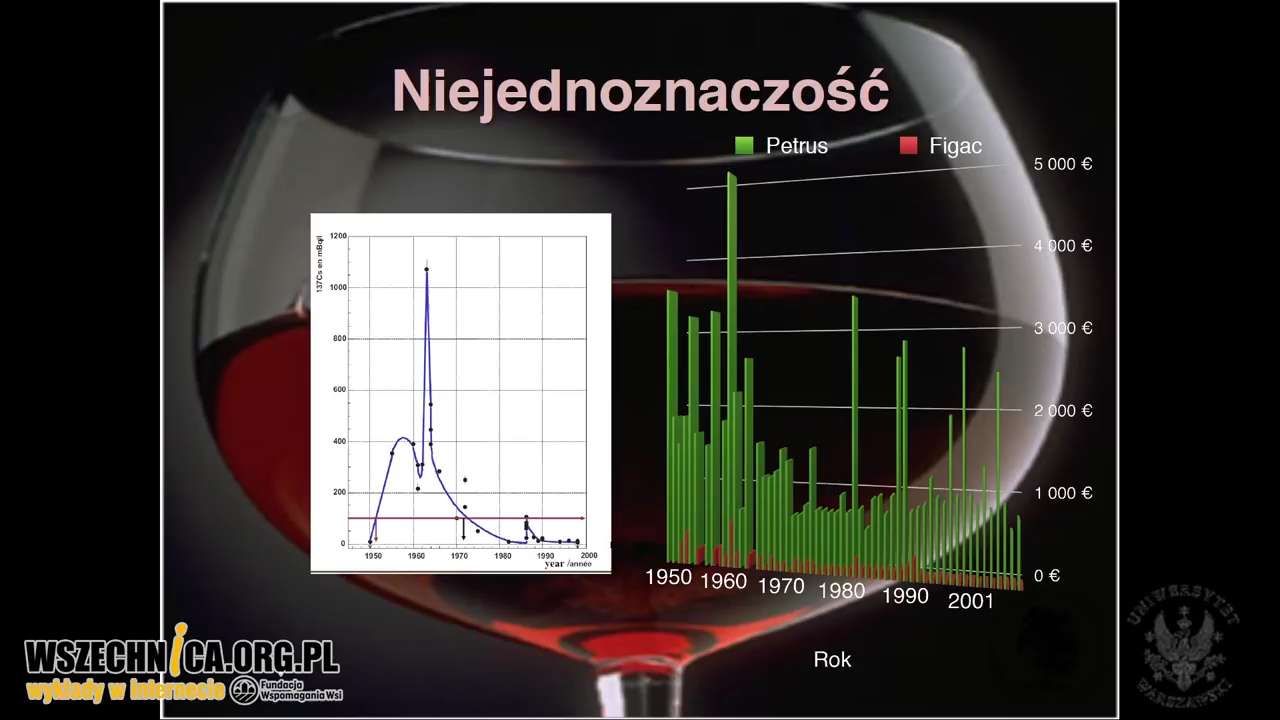 Niejednoznaczość
Petrus
Figac
5 000 €
4 000 €
3 000 €
2 000 €
1 000 €
0 €
1950 1960 1970 1980 1990 2001
Rok
137Cs en mBq/l
1200
1000
800
600
400
200
0
1950 1960 1970 1980 1990 2000
year /année
WSZECHNiCA.ORG.PL
wykłady w internecie
Fundacja
Wspomagania Wsi
UNIWERSYTET
WARSZAWSKI